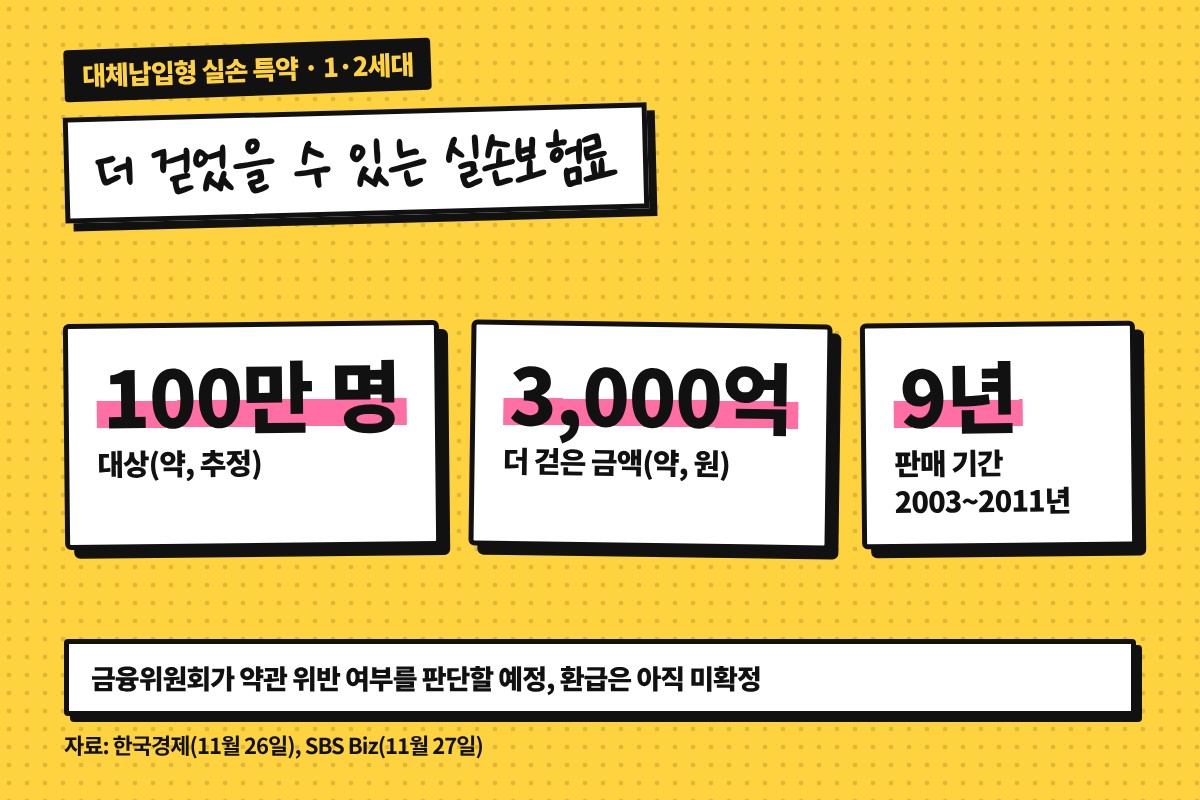 대체납입형 실손 특약 · 1·2세대
더 걷었을 수 있는 실손보험료
100만 명
대상(약, 추정)
3,000억
더 걷은 금액(약, 원)
9년
판매 기간
2003~2011년
금융위원회가 약관 위반 여부를 판단할 예정, 환급은 아직 미확정
자료: 한국경제(11월 26일), SBS Biz(11월 27일)